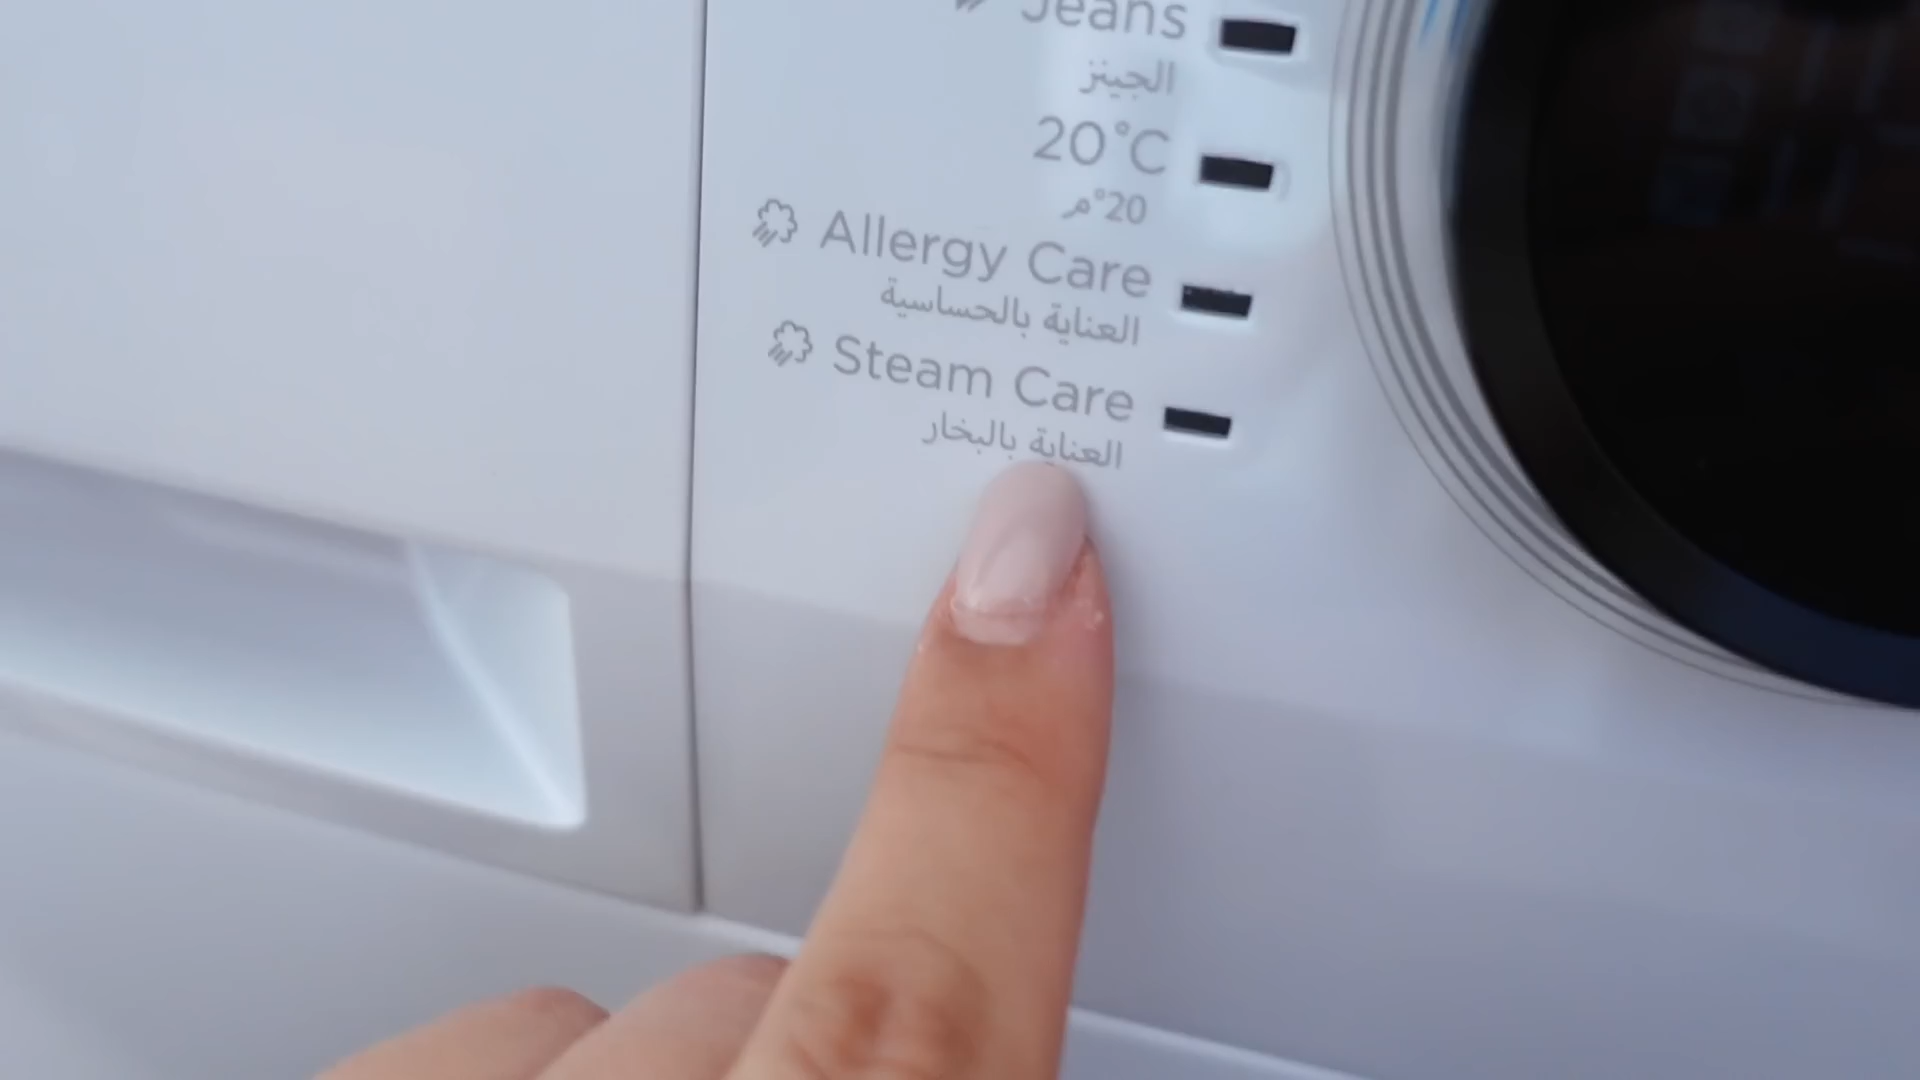 Jeans
الجينز
20°C
20°م
Allergy Care
العناية بالحساسية
Steam Care
العناية بالبخار